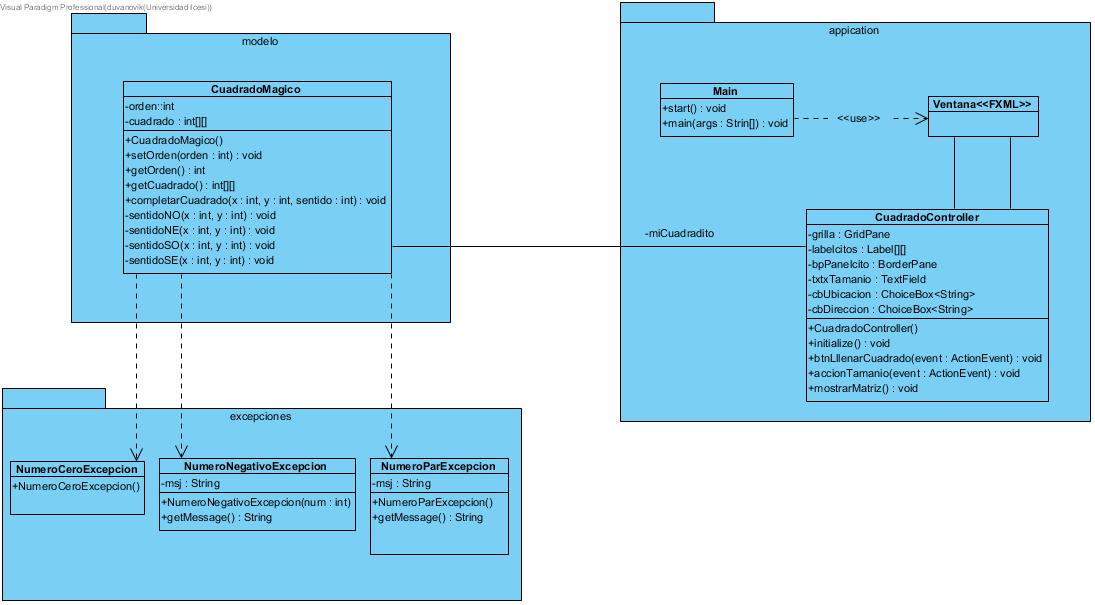 Visual Paradigm Professional(duvanovik(Universidad Icesi))
modelo
CuadradoMagico
-orden::int
-cuadrado : int[][]
+CuadradoMagico()
+setOrden(orden : int) : void
+getOrden() : int
+getCuadrado() : int[][]
+completarCuadrado(x : int, y : int, sentido : int) : void
-sentidoNO(x : int, y : int) : void
-sentidoNE(x : int, y : int) : void
-sentidoSO(x : int, y : int) : void
-sentidoSE(x : int, y : int) : void
appication
Main
+start() : void
+main(args : Strin[]) : void
<<use>>
Ventana<<FXML>>
-miCuadradito
CuadradoController
-grilla : GridPane
-labelcitos : Label[][]
-bpPanelcito : BorderPane
-txtxTamanio : TextField
-cbUbicacion : ChoiceBox<String>
-cbDireccion : ChoiceBox<String>
+CuadradoController()
+initialize() : void
+btnLlenarCuadrado(event : ActionEvent) : void
+accionTamanio(event : ActionEvent) : void
+mostrarMatriz() : void
excepciones
NumeroCeroExcepcion
+NumeroCeroExcepcion()
NumeroNegativoExcepcion
-msj : String
+NumeroNegativoExcepcion(num : int)
+getMessage() : String
NumeroParExcepcion
-msj : String
+NumeroParExcepcion()
+getMessage() : String